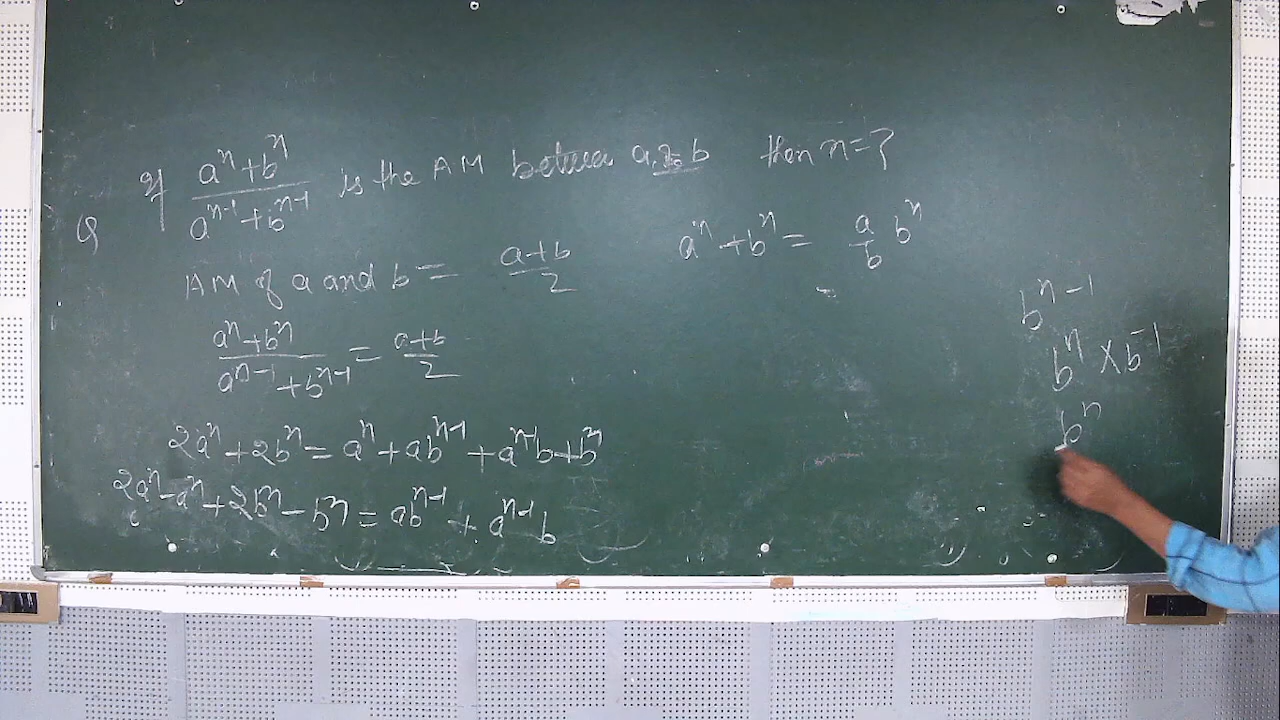 Q If (a^n + b^n)/(a^(n-1) + b^(n-1)) is the AM between a & b then n = ?
AM of a and b = (a+b)/2
(a^n + b^n)/(a^(n-1) + b^(n-1)) = (a+b)/2
2a^n + 2b^n = a^n + ab^(n-1) + a^(n-1)b + b^n
2a^n - a^n + 2b^n - b^n = ab^(n-1) + a^(n-1)b
a^n + b^n = (a/b) b^n
b^(n-1)
b^n × b^-1
b^n